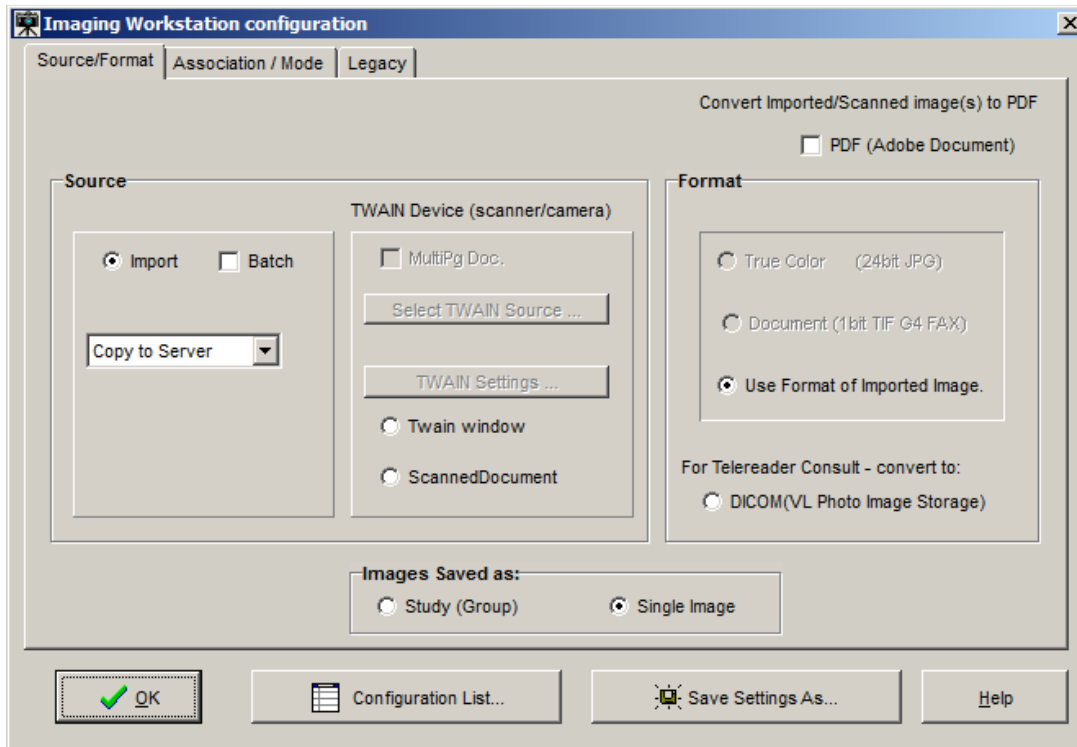 Imaging Workstation configuration
Source/Format
Association / Mode
Legacy
Convert Imported/Scanned image(s) to PDF
PDF (Adobe Document)
Source
TWAIN Device (scanner/camera)
Import
Batch
Copy to Server
MultiPg Doc.
Select TWAIN Source ...
TWAIN Settings ...
Twain window
ScannedDocument
Format
True Color (24bit JPG)
Document (1bit TIF G4 FAX)
Use Format of Imported Image.
For Telereader Consult - convert to:
DICOM(VL Photo Image Storage)
Images Saved as:
Study (Group)
Single Image
OK
Configuration List...
Save Settings As...
Help